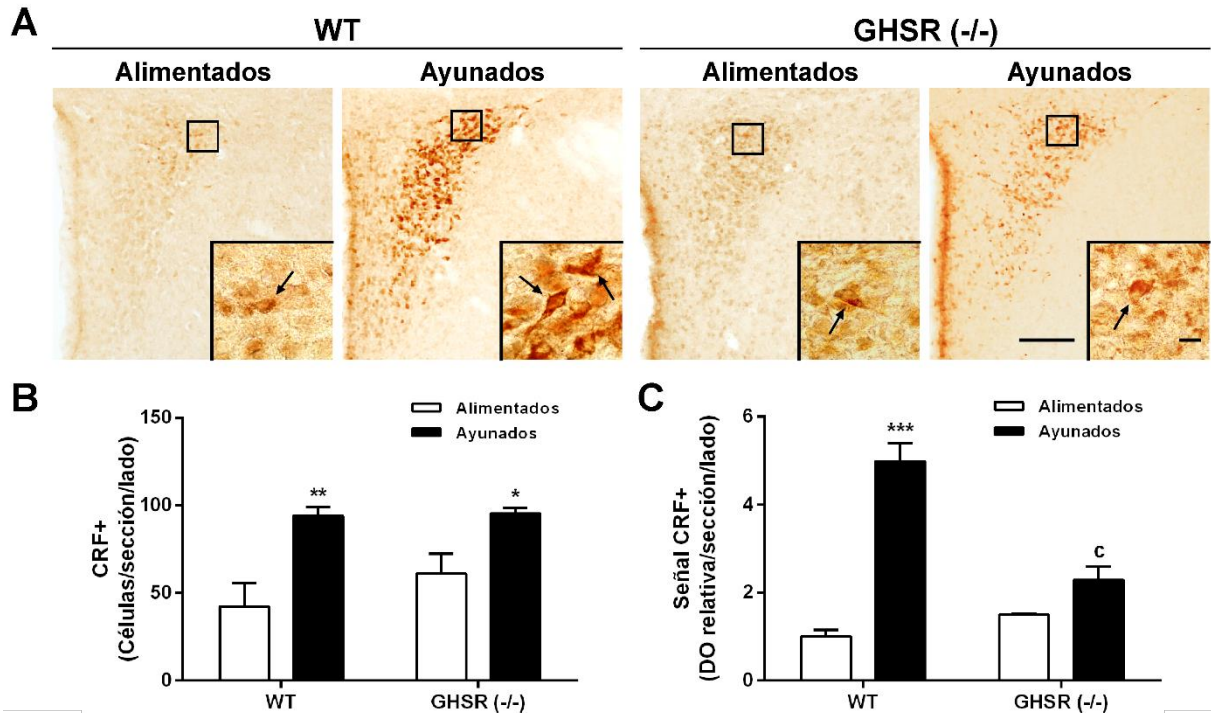 A
WT
GHSR (-/-)
Alimentados
Ayunados
Alimentados
Ayunados
B
Alimentados
Ayunados
CRF+
(Células/sección/lado)
150
100
50
0
**
*
WT
GHSR (-/-)
C
Alimentados
Ayunados
Señal CRF+
(DO relativa/sección/lado)
6
4
2
0
***
c
WT
GHSR (-/-)